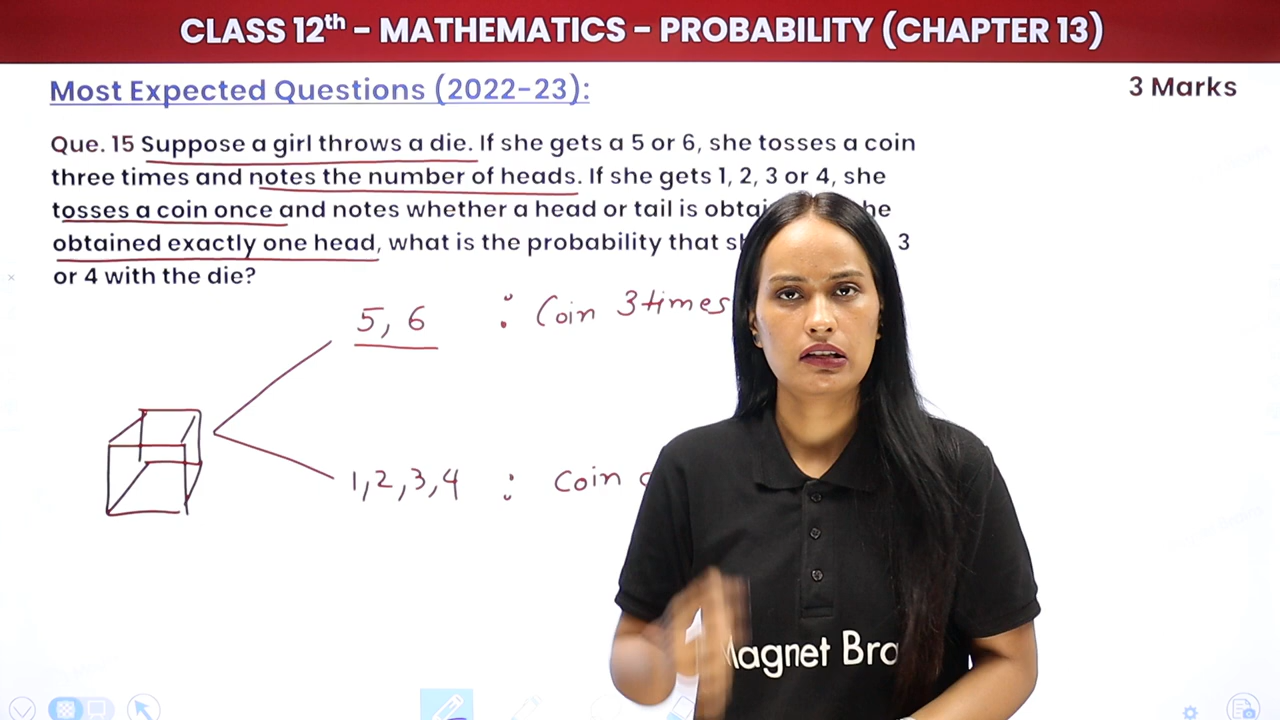 CLASS 12th - MATHEMATICS - PROBABILITY (CHAPTER 13)
Most Expected Questions (2022-23):
3 Marks
Que. 15 Suppose a girl throws a die. If she gets a 5 or 6, she tosses a coin
three times and notes the number of heads. If she gets 1, 2, 3 or 4, she
tosses a coin once and notes whether a head or tail is
obtained exactly one head, what is the probability that 3
or 4 with the die?
5, 6 : Coin 3 times
1,2,3,4 : Coin
Magnet